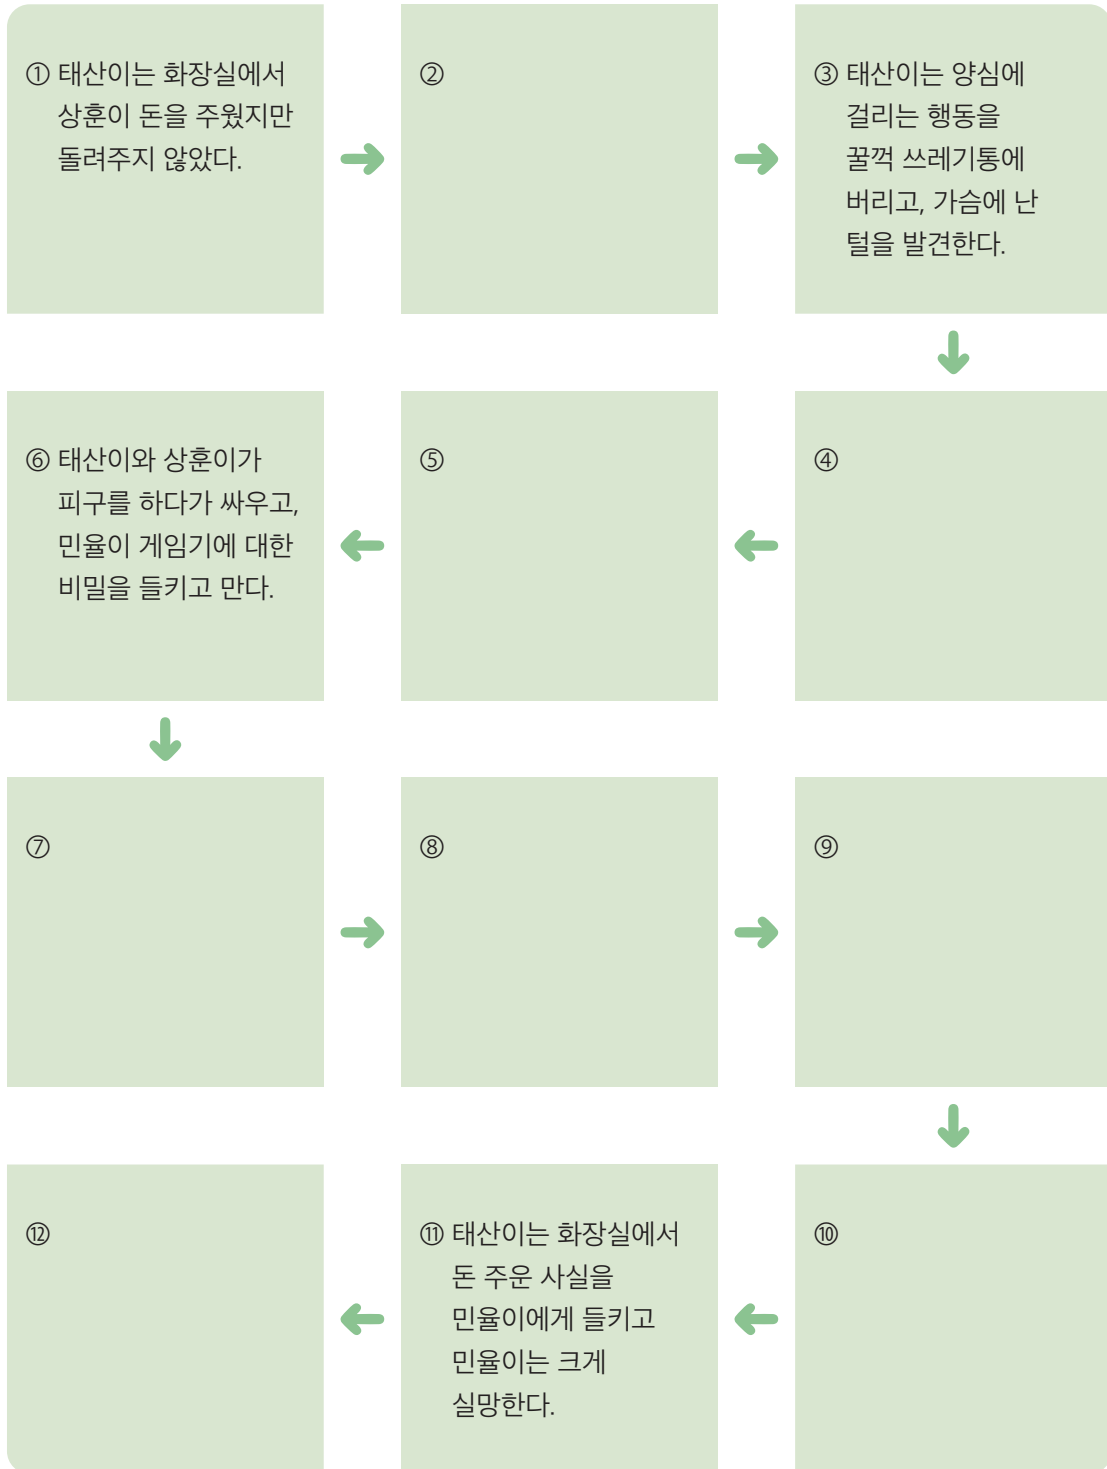 ① 태산이는 화장실에서
상훈이 돈을 주웠지만
돌려주지 않았다.
②
③ 태산이는 양심에
걸리는 행동을
꿀꺽 쓰레기통에
버리고, 가슴에 난
털을 발견한다.
④
⑤
⑥ 태산이와 상훈이가
피구를 하다가 싸우고,
민율이 게임기에 대한
비밀을 들키고 만다.
⑦
⑧
⑨
⑩
⑪ 태산이는 화장실에서
돈 주운 사실을
민율이에게 들키고
민율이는 크게
실망한다.
⑫